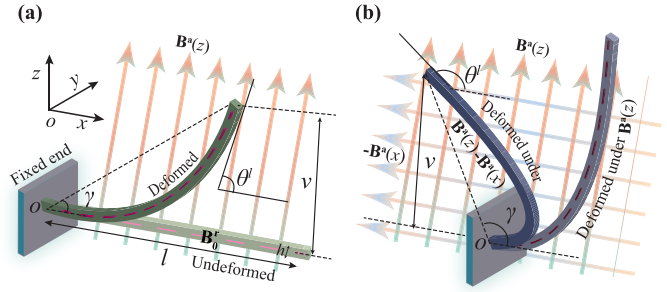 (a)
B^a(z)
z
y
x
o
Fixed end
O
γ
Deformed
θ^l
v
B_0^r
h
l
Undeformed
(b)
B^a(z)
θ^l
Deformed under
B^a(z) -B^a(x)
-B^a(x)
v
Deformed under B^a(z)
γ
O